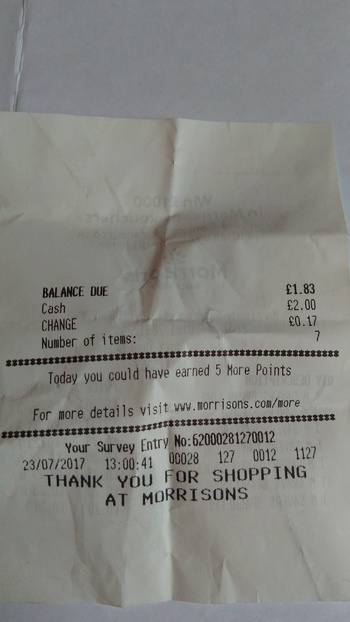 BALANCE DUE £1.83
Cash £2.00
CHANGE £0.17
Number of items: 7
Today you could have earned 5 More Points
For more details visit www.morrisons.com/more
Your Survey Entry No:62000281270012
23/07/2017 13:00:41 00028 127 0012 1127
THANK YOU FOR SHOPPING
AT MORRISONS